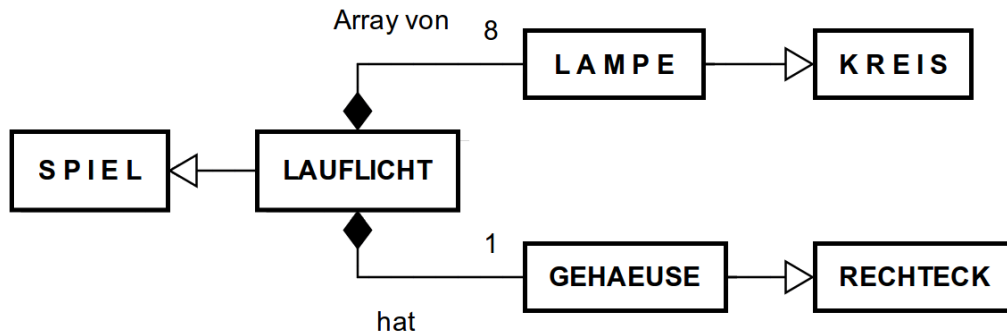 Array von 8
LAMPE
KREIS
SPIEL
LAUFLICHT
1
GEHAEUSE
RECHTECK
hat